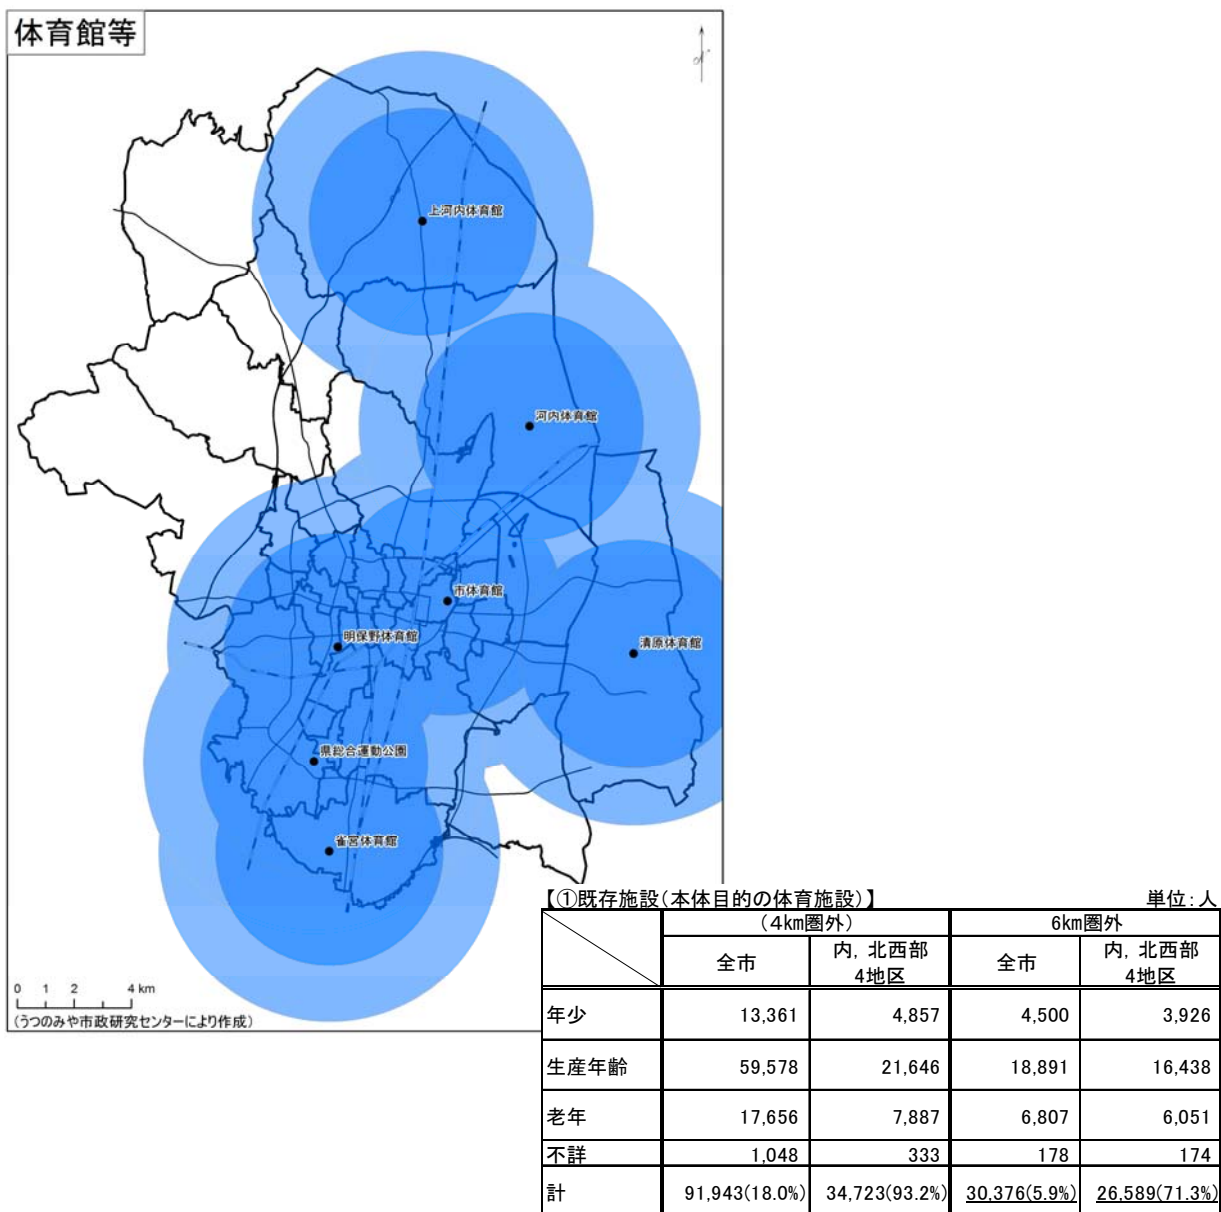 体育館等
上河内体育館
河内体育館
市体育館
明保野体育館
清原体育館
県総合運動公園
雀宮体育館
0 1 2 4 km
(うつのみや市政研究センターにより作成)
【①既存施設(本体目的の体育施設)】 単位:人
(4km圏外) 6km圏外
全市 内,北西部4地区 全市 内,北西部4地区
年少 13,361 4,857 4,500 3,926
生産年齢 59,578 21,646 18,891 16,438
老年 17,656 7,887 6,807 6,051
不詳 1,048 333 178 174
計 91,943(18.0%) 34,723(93.2%) 30,376(5.9%) 26,589(71.3%)